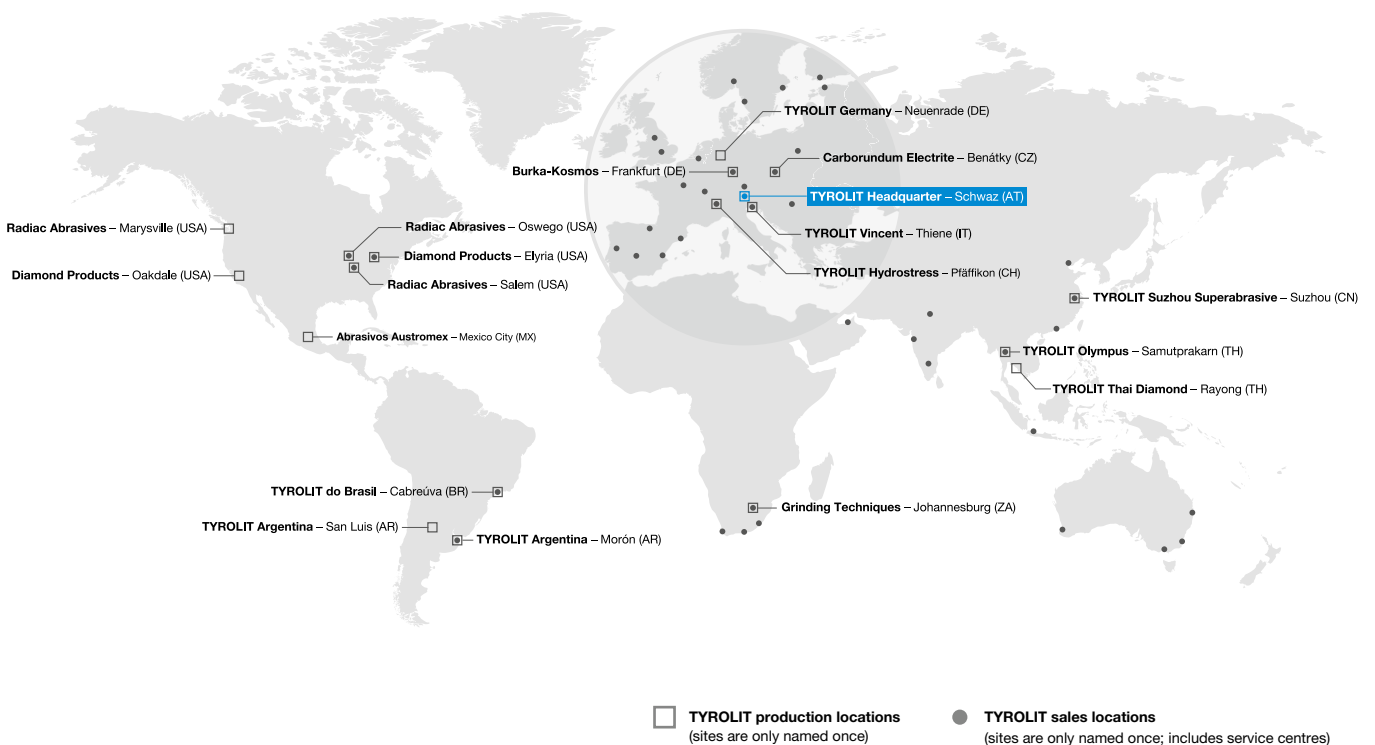 TYROLIT Germany – Neuenrade (DE)
Carborundum Electrite – Benátky (CZ)
Burka-Kosmos – Frankfurt (DE)
TYROLIT Headquarter – Schwaz (AT)
Radiac Abrasives – Marysville (USA)
Radiac Abrasives – Oswego (USA)
TYROLIT Vincent – Thiene (IT)
Diamond Products – Elyria (USA)
Diamond Products – Oakdale (USA)
TYROLIT Hydrostress – Pfäffikon (CH)
Radiac Abrasives – Salem (USA)
TYROLIT Suzhou Superabrasive – Suzhou (CN)
Abrasivos Austromex – Mexico City (MX)
TYROLIT Olympus – Samutprakarn (TH)
TYROLIT Thai Diamond – Rayong (TH)
TYROLIT do Brasil – Cabreúva (BR)
Grinding Techniques – Johannesburg (ZA)
TYROLIT Argentina – San Luis (AR)
TYROLIT Argentina – Morón (AR)
TYROLIT production locations
(sites are only named once)
TYROLIT sales locations
(sites are only named once; includes service centres)